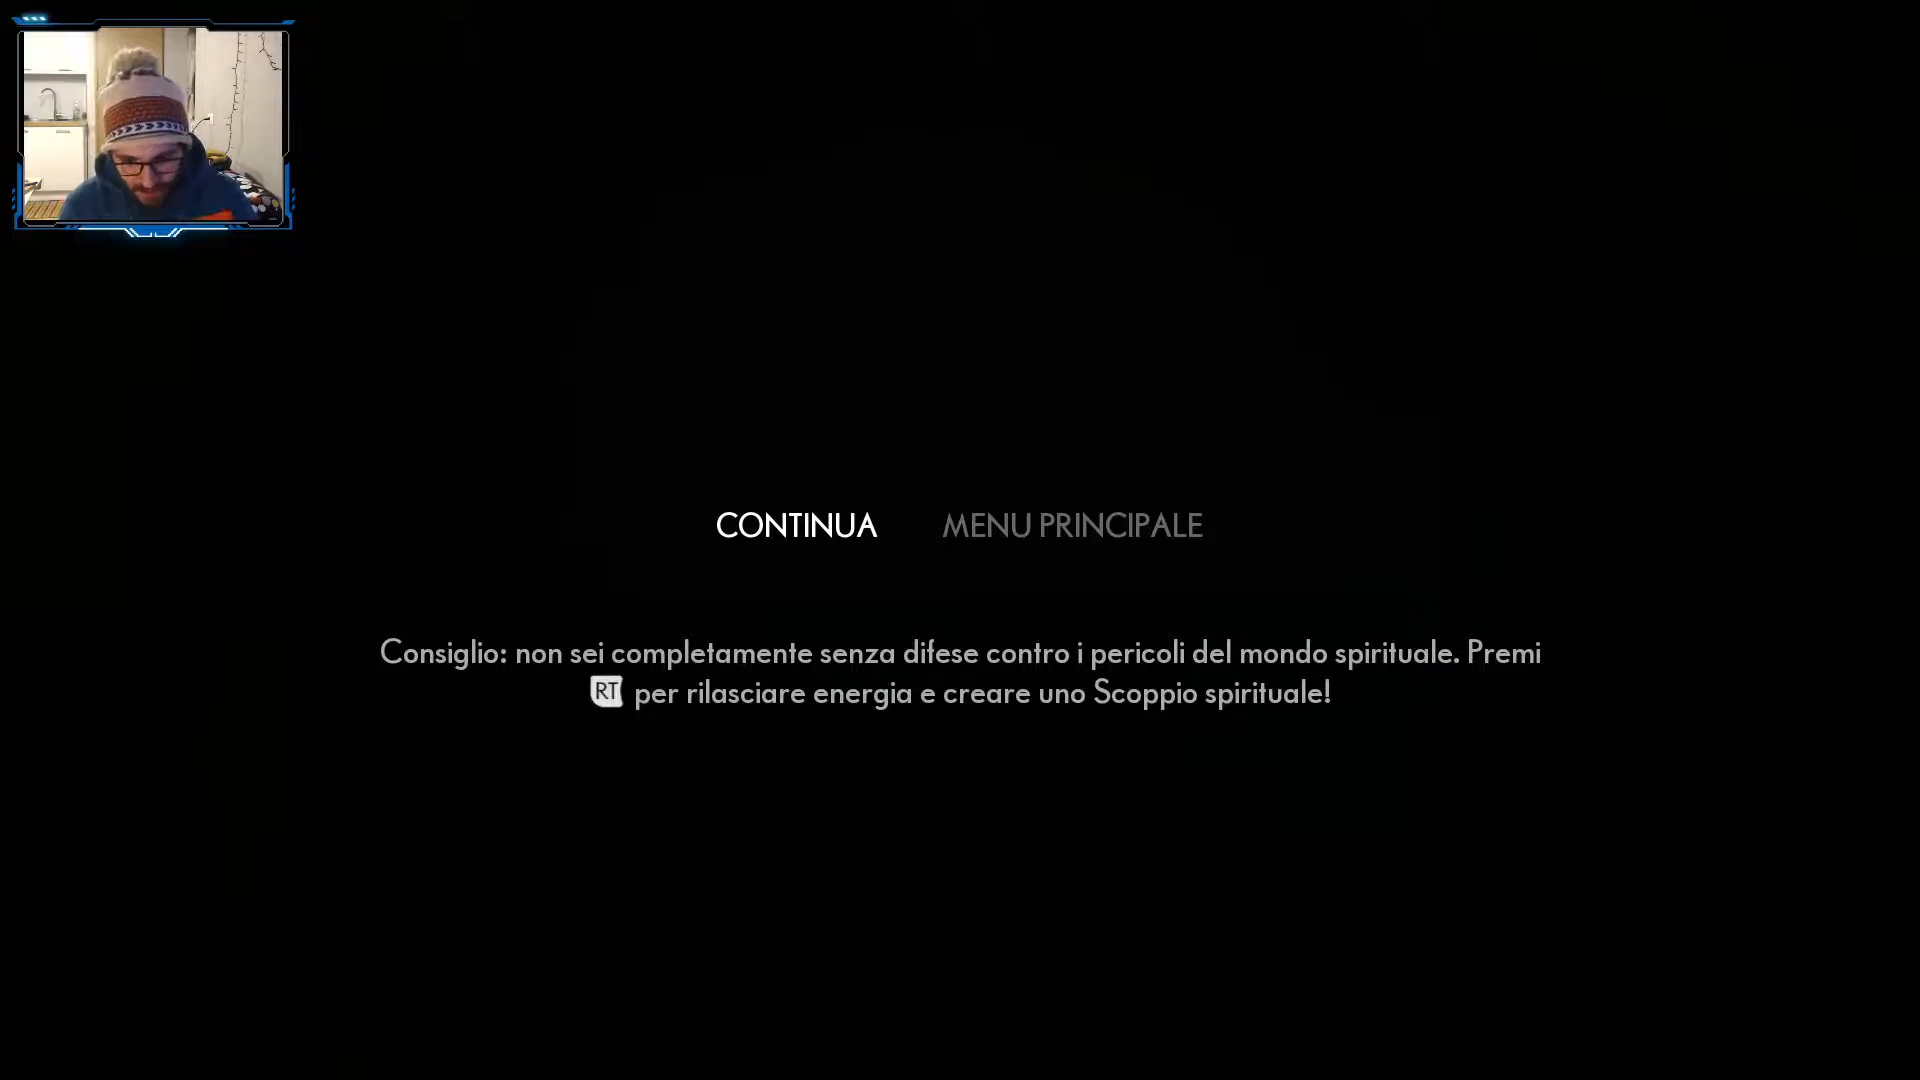 CONTINUA MENU PRINCIPALE
Consiglio: non sei completamente senza difese contro i pericoli del mondo spirituale. Premi
RT per rilasciare energia e creare uno Scoppio spirituale!